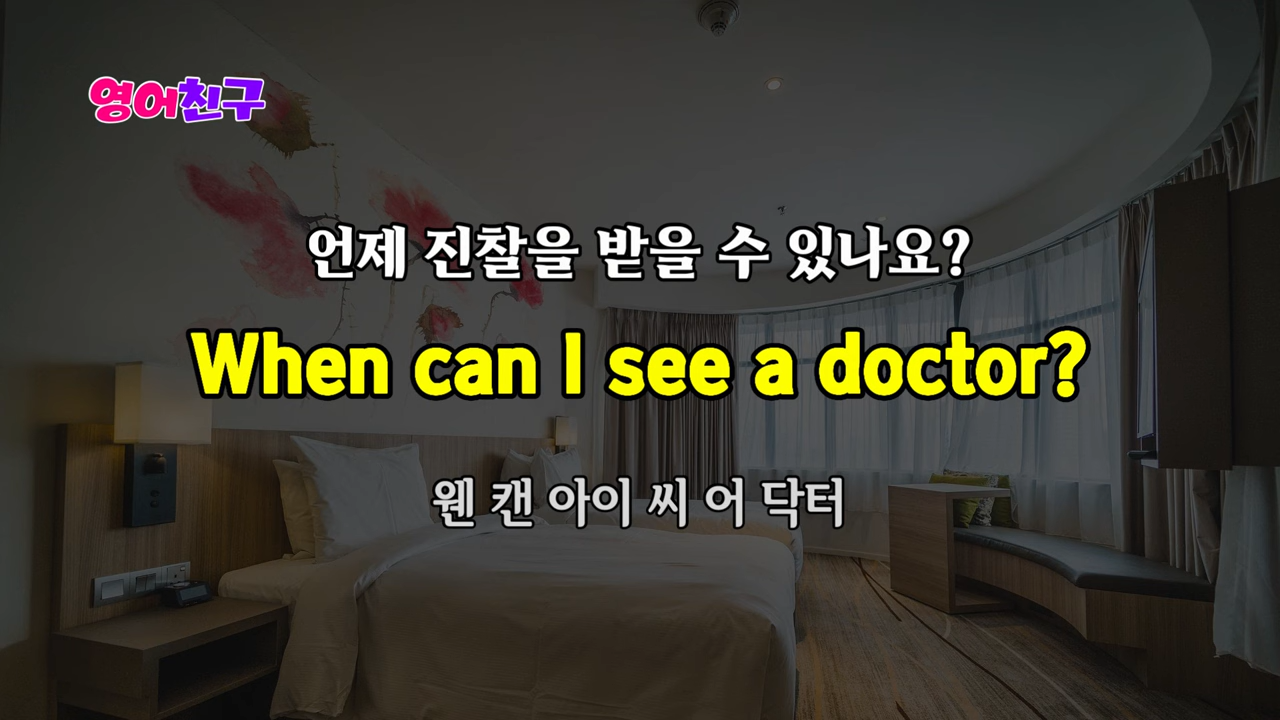 영어친구
언제 진찰을 받을 수 있나요?
When can I see a doctor?
웬 캔 아이 씨 어 닥터